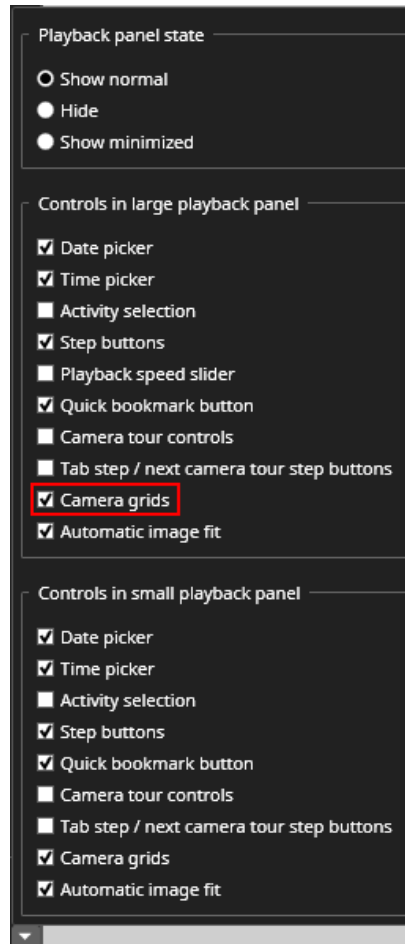 Playback panel state
Show normal
Hide
Show minimized
Controls in large playback panel
Date picker
Time picker
Activity selection
Step buttons
Playback speed slider
Quick bookmark button
Camera tour controls
Tab step / next camera tour step buttons
Camera grids
Automatic image fit
Controls in small playback panel
Date picker
Time picker
Activity selection
Step buttons
Quick bookmark button
Camera tour controls
Tab step / next camera tour step buttons
Camera grids
Automatic image fit